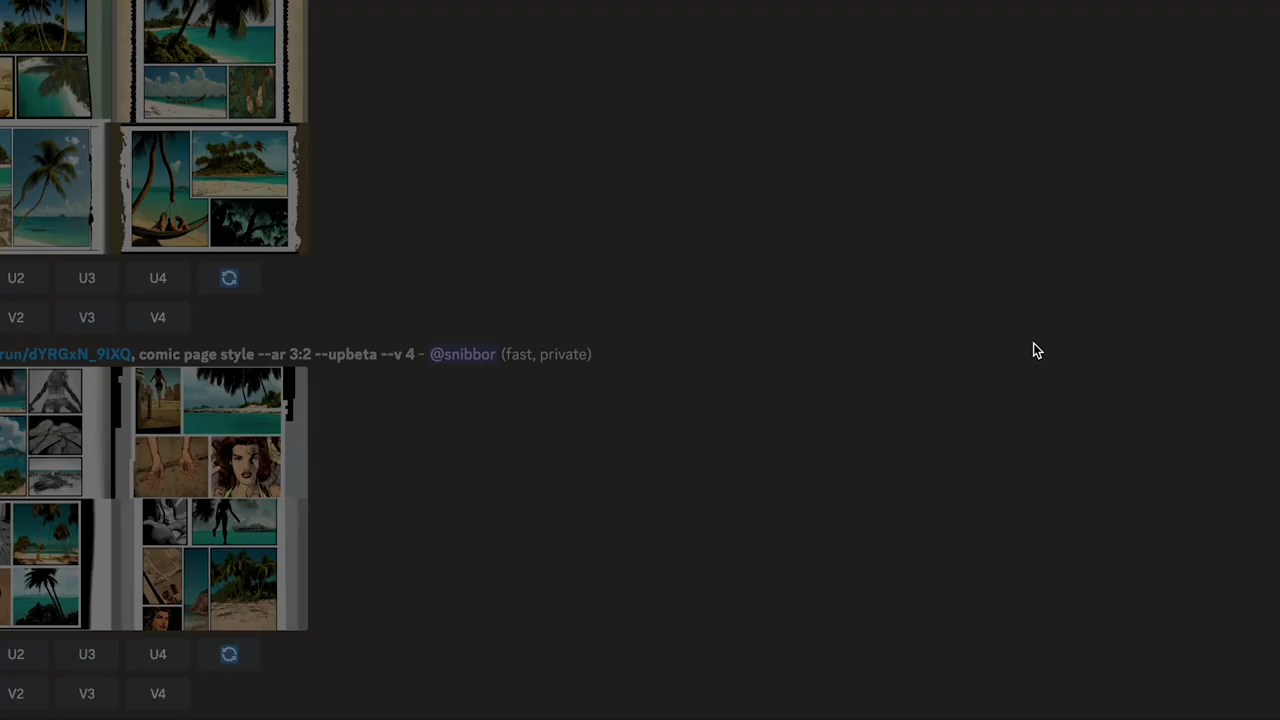 U2 U3 U4
V2 V3 V4
run/dYRGxN_9IXQ, comic page style --ar 3:2 --upbeta --v 4 - @snibbor (fast, private)
U2 U3 U4
V2 V3 V4